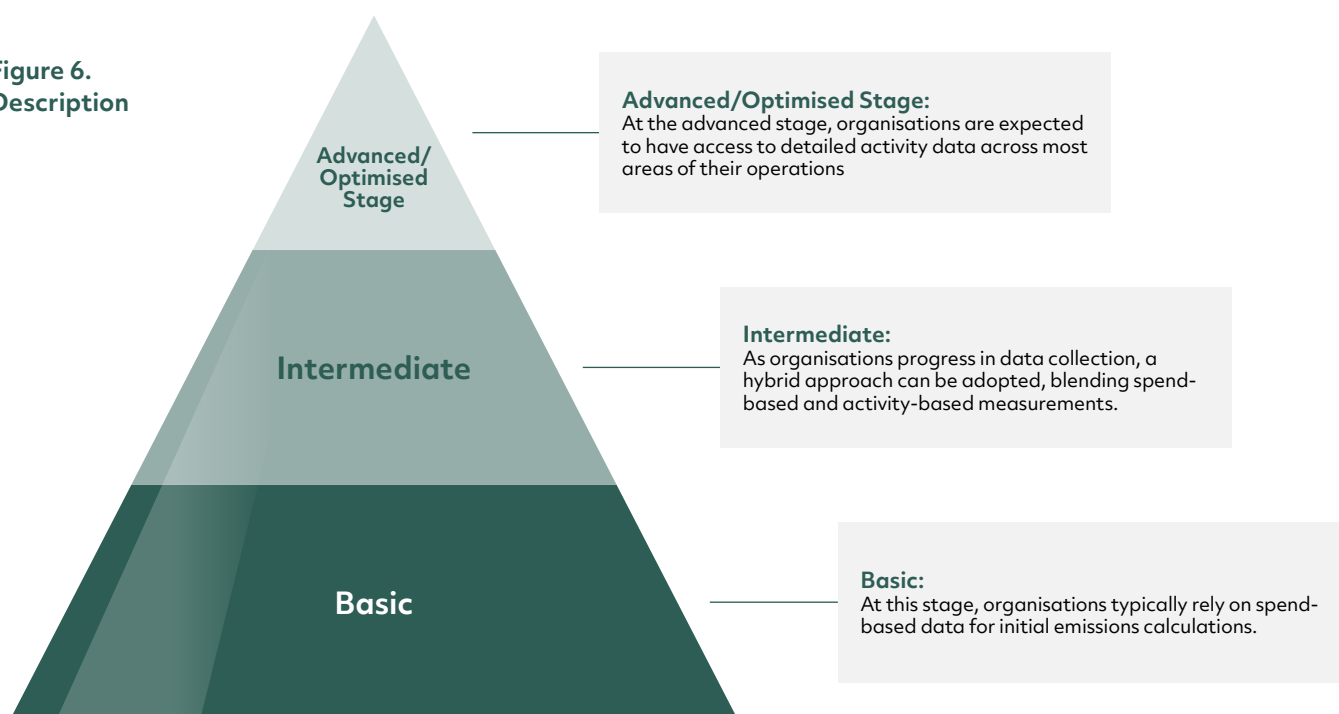 Figure 6.
Description
Advanced/
Optimised
Stage
Advanced/Optimised Stage:
At the advanced stage, organisations are expected
to have access to detailed activity data across most
areas of their operations
Intermediate
Intermediate:
As organisations progress in data collection, a
hybrid approach can be adopted, blending spend-
based and activity-based measurements.
Basic
Basic:
At this stage, organisations typically rely on spend-
based data for initial emissions calculations.